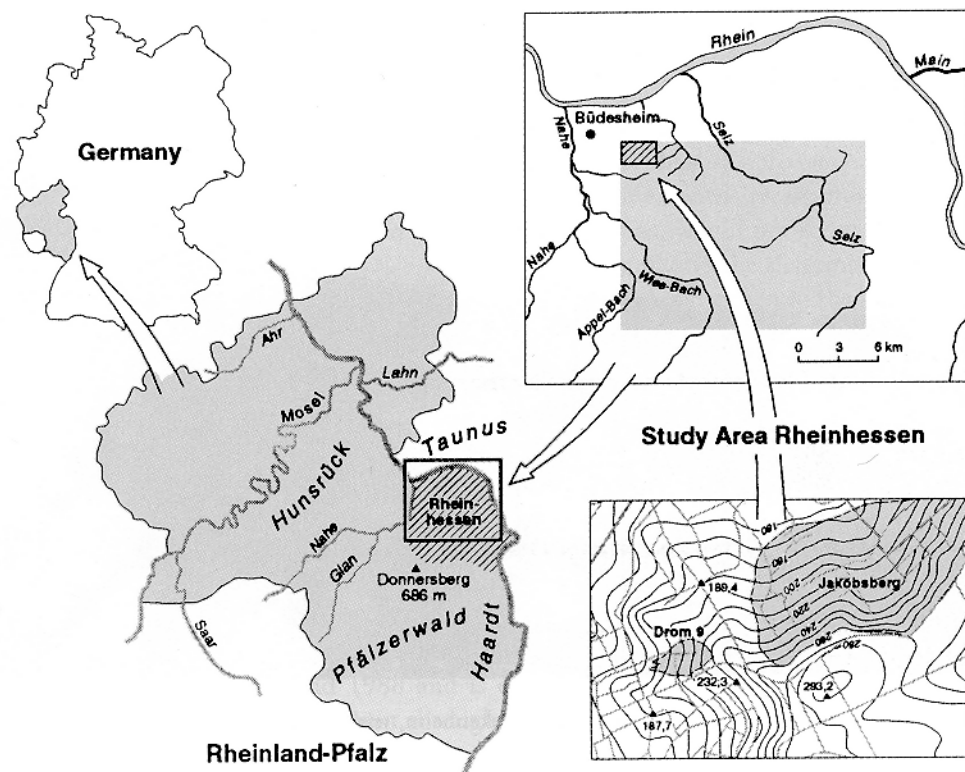 Germany
Ahr
Lahn
Mosel
Taunus
Hunsrück
Rhein-
hessen
Nahe
Glan
Donnersberg
686 m
Saar
Pfälzerwald
Haardt
Rheinland-Pfalz
Rhein
Main
Büdesheim
Nahe
Selz
Selz
Nahe
Wies-Bach
Appel-Bach
0 3 6 km
Study Area Rheinhessen
180
180
200
220
240
260
280
Jakobsberg
189,4
Drom 9
232,3
293,2
187,7